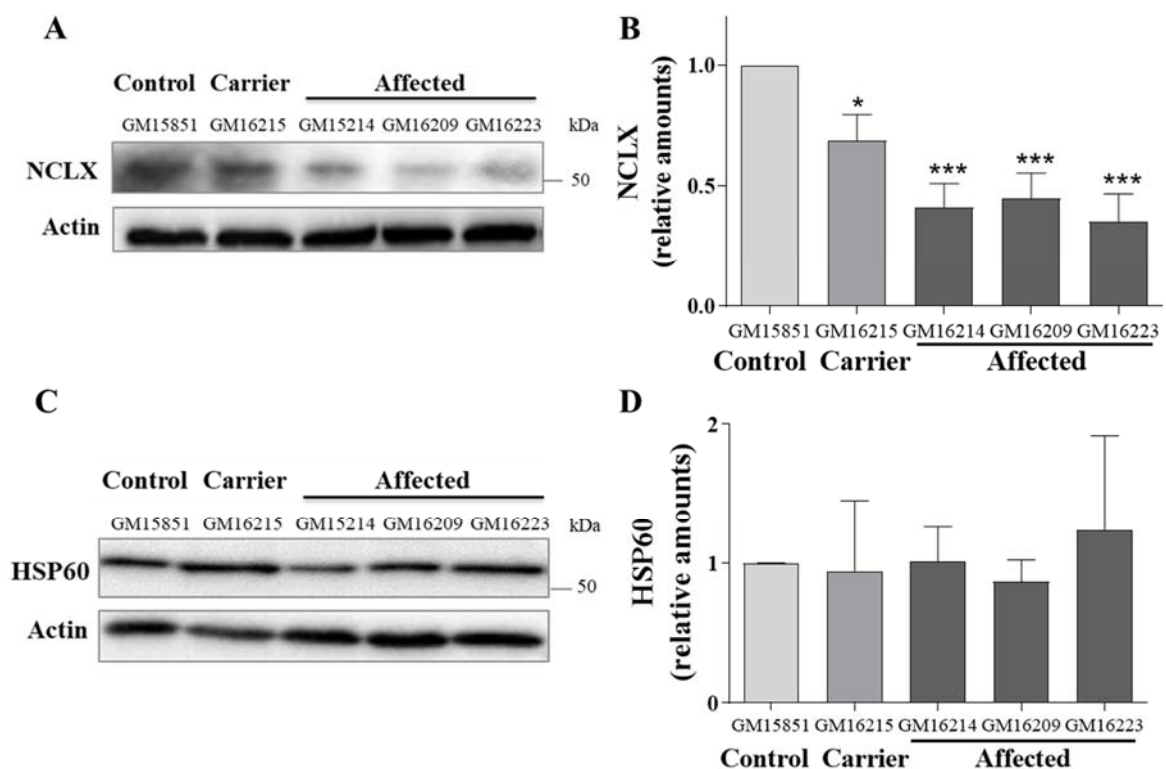 A
Control Carrier Affected
GM15851 GM16215 GM15214 GM16209 GM16223 kDa
NCLX
50
Actin
B
NCLX
(relative amounts)
1.0
0.5
0.0
*
***
***
***
GM15851 GM16215 GM16214 GM16209 GM16223
Control Carrier Affected
C
Control Carrier Affected
GM15851 GM16215 GM15214 GM16209 GM16223 kDa
HSP60
50
Actin
D
HSP60
(relative amounts)
2
1
0
GM15851 GM16215 GM16214 GM16209 GM16223
Control Carrier Affected